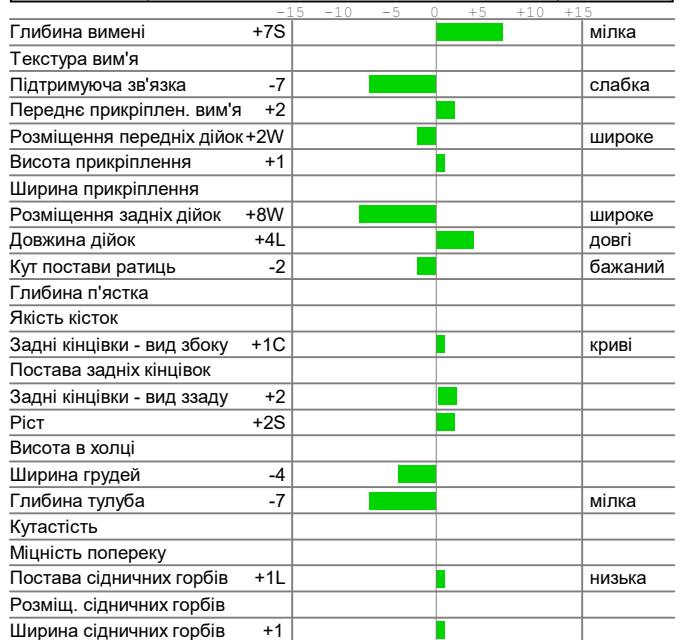 -15 -10 -5 0 +5 +10 +15
Глибина вимені +7S мілка
Текстура вим'я
Підтримуюча зв'язка -7 слабка
Переднє прикріплен. вим'я +2
Розміщення передніх дійок +2W широке
Висота прикріплення +1
Ширина прикріплення
Розміщення задніх дійок +8W широке
Довжина дійок +4L довгі
Кут постави ратиць -2 бажаний
Глибина п'ястка
Якість кісток
Задні кінцівки - вид збоку +1C криві
Постава задніх кінцівок
Задні кінцівки - вид ззаду +2
Ріст +2S
Висота в холці
Ширина грудей -4
Глибина тулуба -7 мілка
Кутастість
Міцність попереку
Постава сідничних горбів +1L низька
Розміщ. сідничних горбів
Ширина сідничних горбів +1